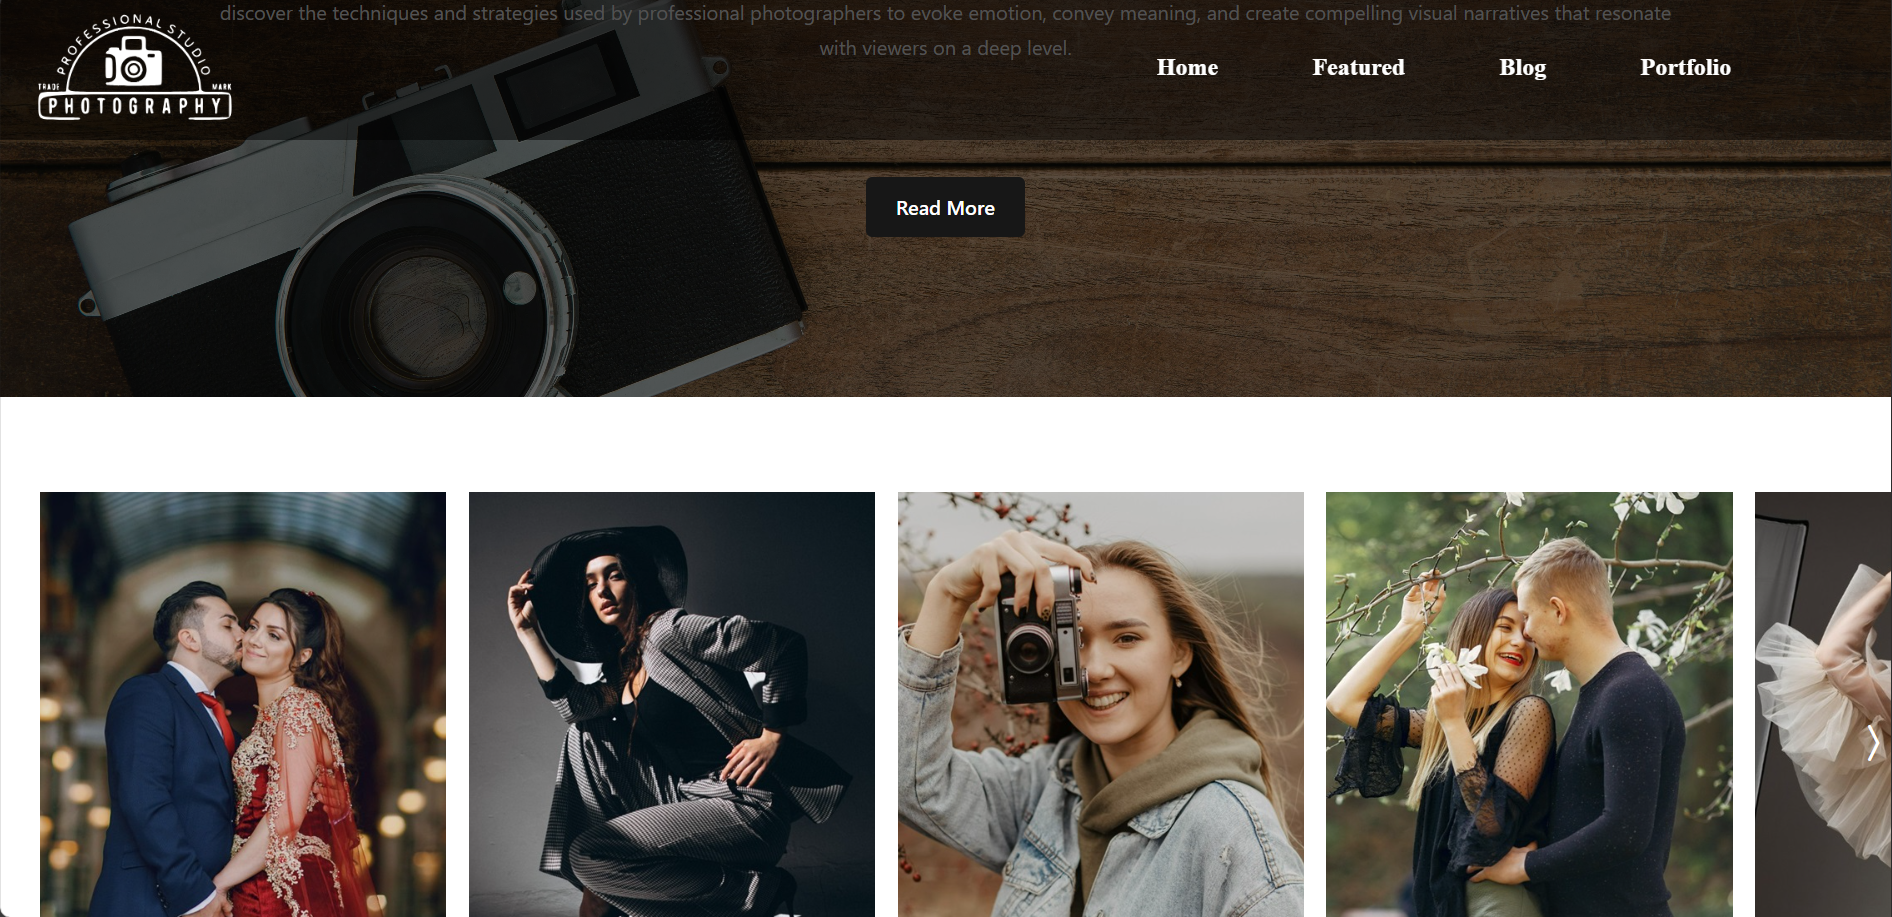 discover the techniques and strategies used by professional photographers to evoke emotion, convey meaning, and create compelling visual narratives that resonate
with viewers on a deep level.
PROFESSIONAL STUDIO
TRADE MARK
PHOTOGRAPHY
Home Featured Blog Portfolio
Read More